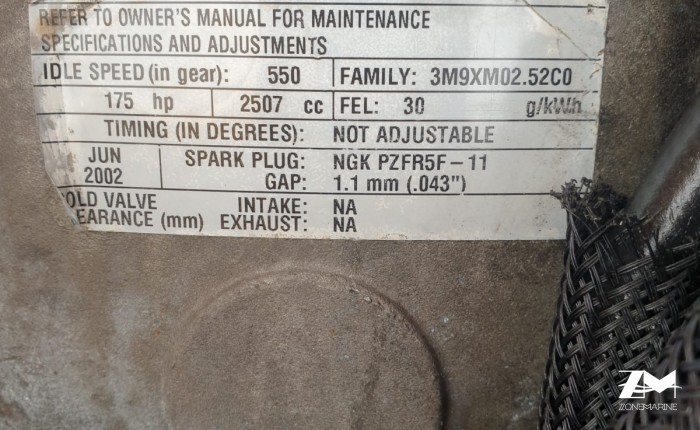 REFER TO OWNER'S MANUAL FOR MAINTENANCE
SPECIFICATIONS AND ADJUSTMENTS
IDLE SPEED (in gear): 550 FAMILY: 3M9XM02.52C0
175 hp 2507 cc FEL: 30 g/kWh
TIMING (IN DEGREES): NOT ADJUSTABLE
JUN 2002 SPARK PLUG: NGK PZFR5F-11
GAP: 1.1 mm (.043")
OLD VALVE INTAKE: NA
EARANCE (mm) EXHAUST: NA
ZM
ZONEMARINE